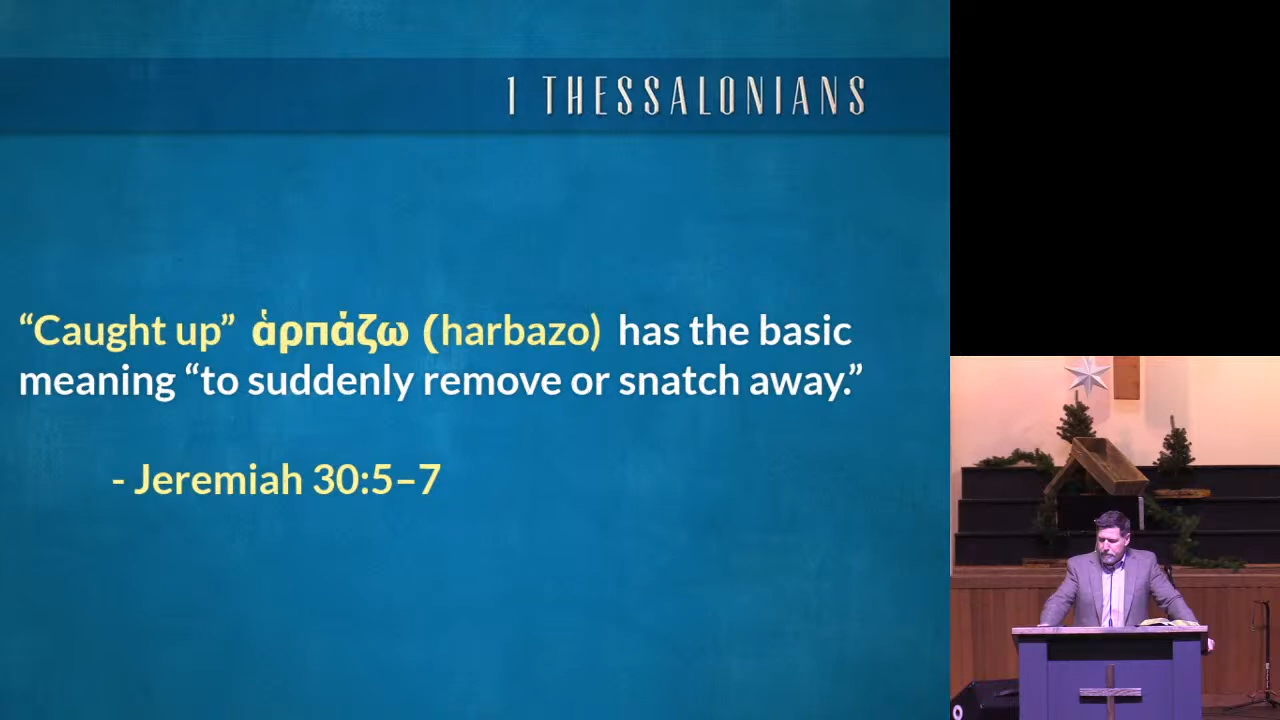 1 THESSALONIANS
“Caught up” ἁρπάζω (harbazo) has the basic
meaning “to suddenly remove or snatch away.”
- Jeremiah 30:5–7